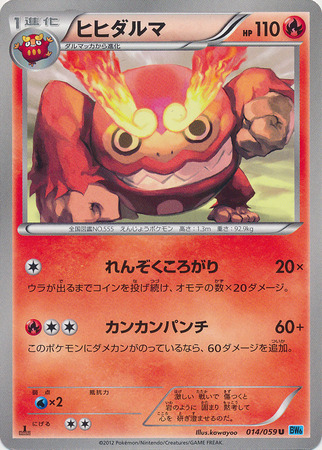 1進化
ヒヒダルマ
HP110
ダルマッカから進化
全国図鑑NO.555 えんじょうポケモン 高さ：1.3m 重さ：92.9kg
れんぞくころがり 20×
ウラが出るまでコインを投げ続け、オモテの数×20ダメージ。
カンカンパンチ 60+
このポケモンにダメカンがのっているなら、60ダメージを追加。
弱点 ×2
抵抗力
にげる
激しい 戦いで 傷つくと
岩のように 固まり 黙考して
心を 研ぎ澄ませるのだ。
1
Illus.kawayoo
014/059 U
BW6
©2012 Pokémon/Nintendo/Creatures/GAME FREAK.